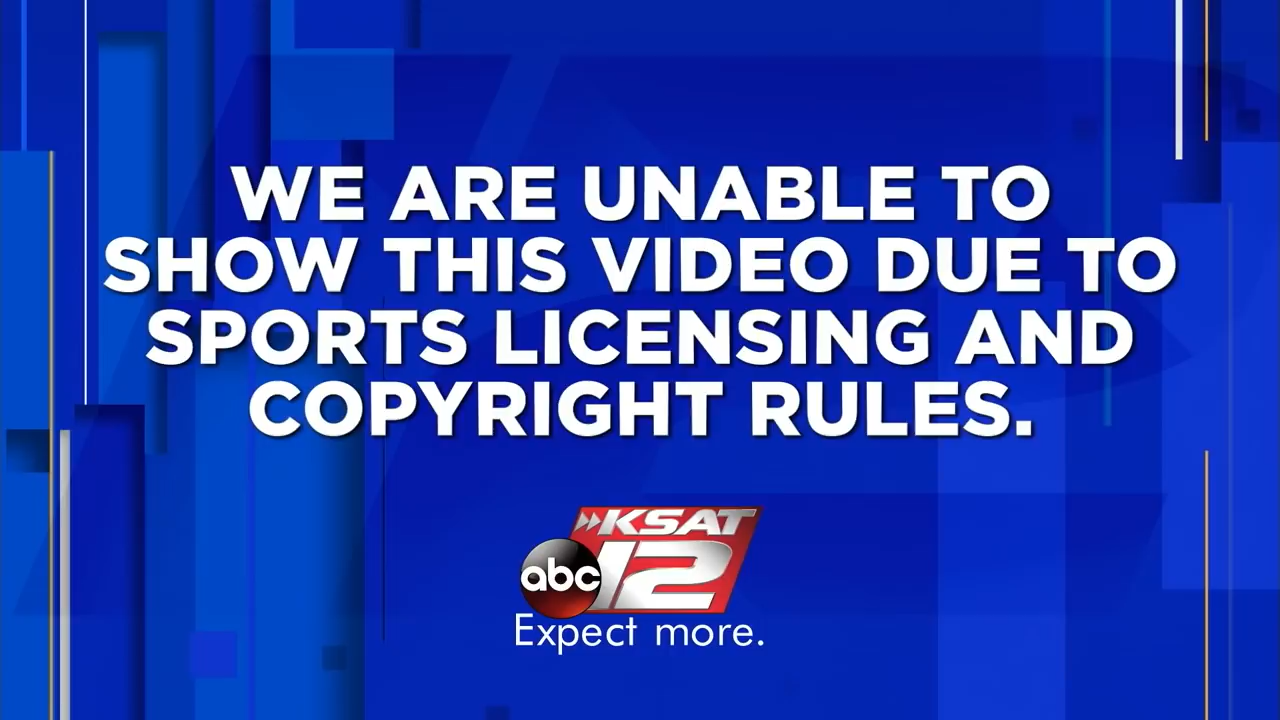 WE ARE UNABLE TO
SHOW THIS VIDEO DUE TO
SPORTS LICENSING AND
COPYRIGHT RULES.
KSAT
abc 12
Expect more.